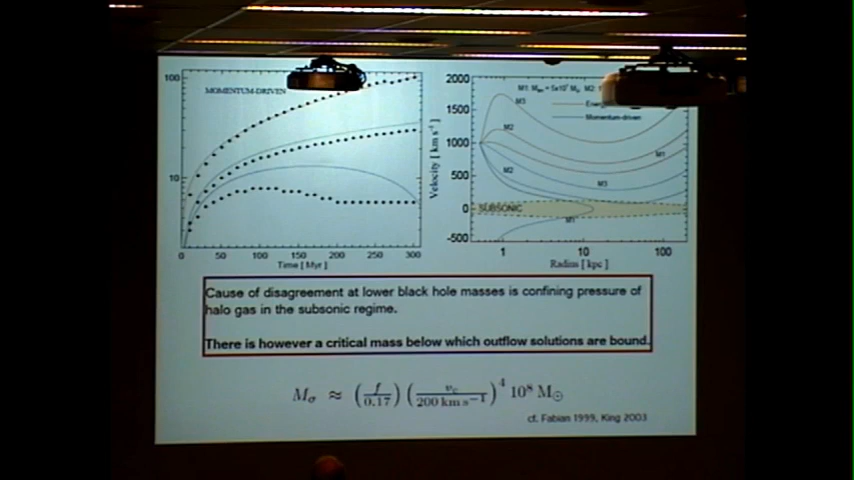 100
10
MOMENTUM-DRIVEN
0 50 100 150 200 250 300
Time [ Myr ]
2000
1500
1000
500
0
-500
Velocity [ km s⁻¹ ]
M3
M2
M1
M2
M3
Momentum-driven
SUBSONIC
M1
1 10 100
Radius [ kpc ]
Cause of disagreement at lower black hole masses is confining pressure of
halo gas in the subsonic regime.
There is however a critical mass below which outflow solutions are bound.
M_σ ≈ (f/0.17) (v_c/200 km s⁻¹)⁴ 10⁸ M_⊙
cf. Fabian 1999, King 2003